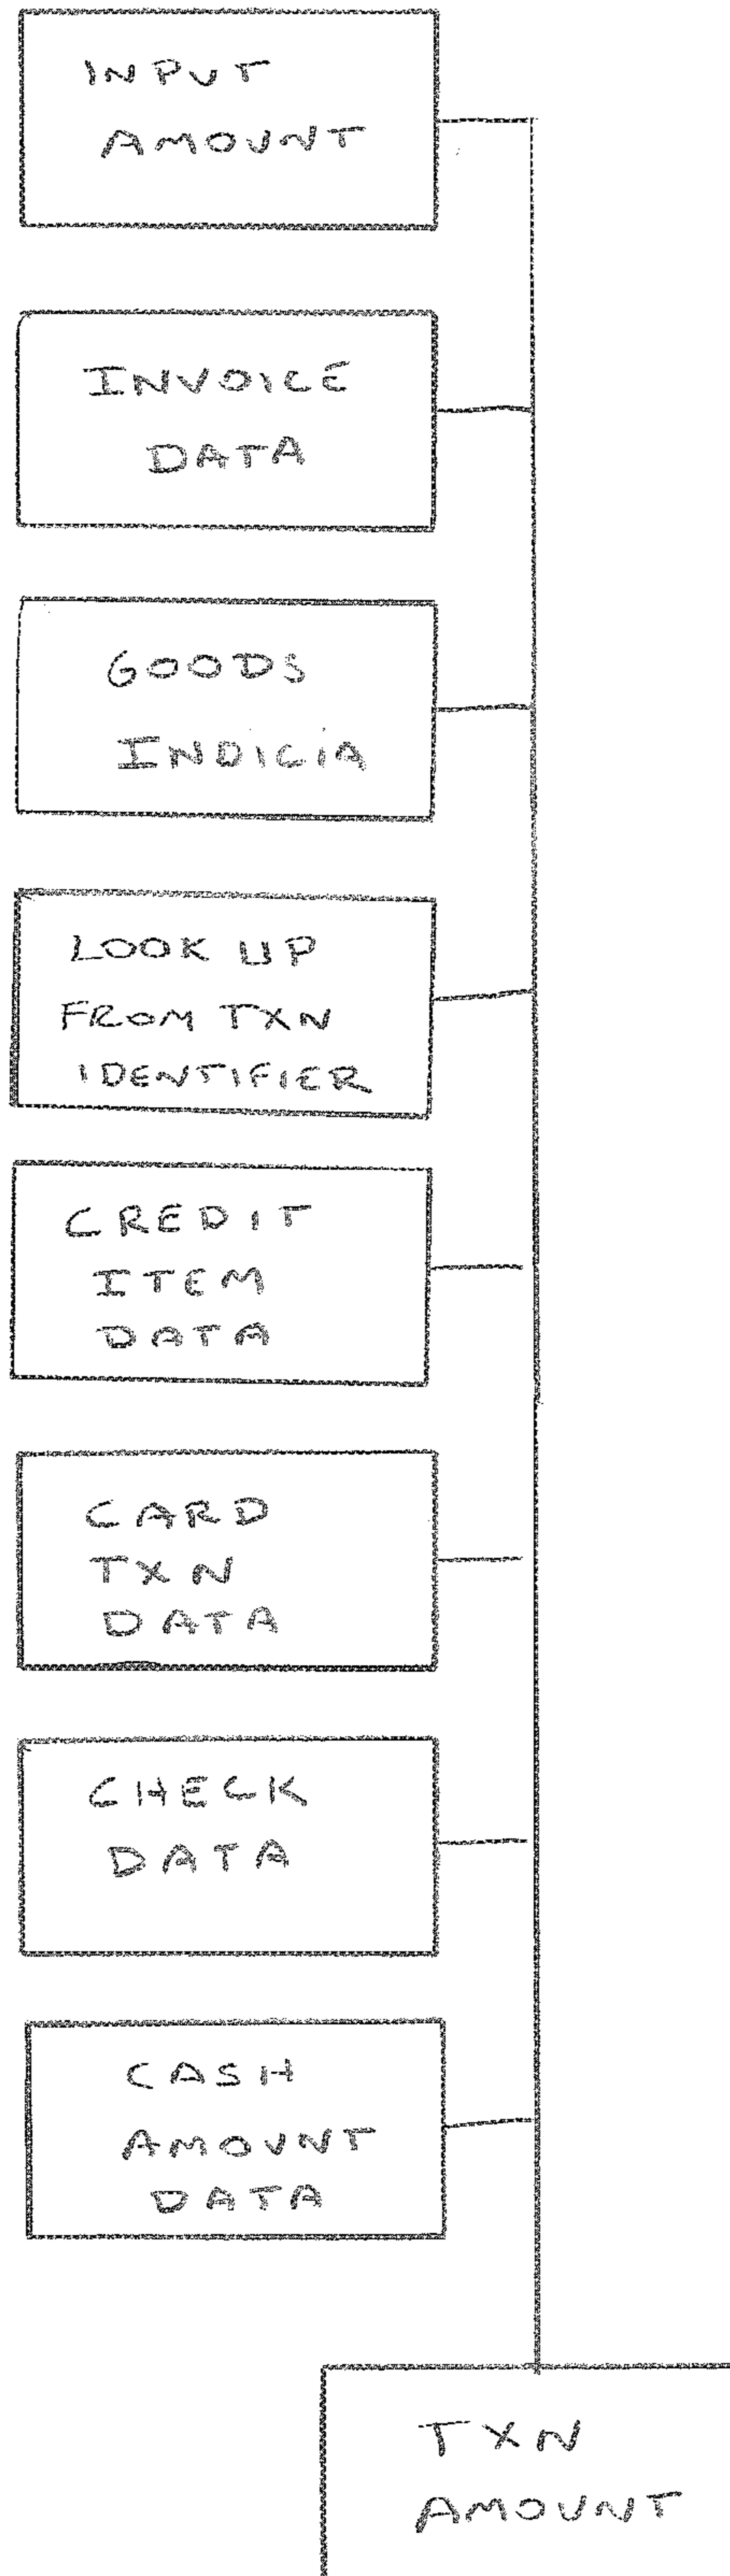 INPUT
AMOUNT
INVOICE
DATA
GOODS
INDICIA
LOOK UP
FROM TXN
IDENTIFIER
CREDIT
ITEM
DATA
CARD
TXN
DATA
CHECK
DATA
CASH
AMOUNT
DATA
TXN
AMOUNT